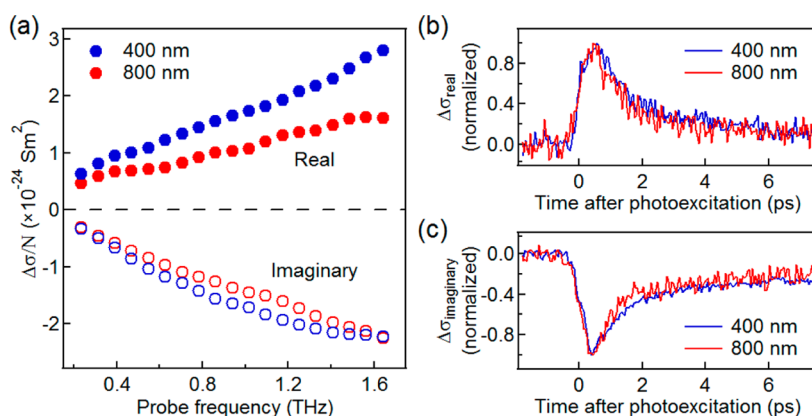 (a)
3
2
1
0
-1
-2
Δσ/N (×10⁻²⁴ Sm²)
400 nm
800 nm
Real
Imaginary
0.4 0.8 1.2 1.6
Probe frequency (THz)
(b)
0.8
0.4
0.0
Δσreal
(normalized)
400 nm
800 nm
0 2 4 6
Time after photoexcitation (ps)
(c)
0.0
-0.4
-0.8
Δσimaginary
(normalized)
400 nm
800 nm
0 2 4 6
Time after photoexcitation (ps)